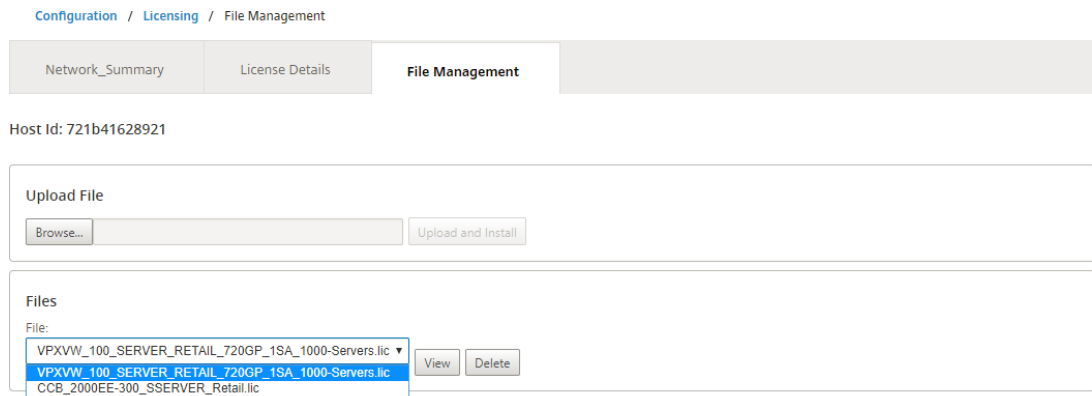 Configuration / Licensing / File Management
Network_Summary License Details File Management
Host Id: 721b41628921
Upload File
Browse... Upload and Install
Files
File:
VPXVW_100_SERVER_RETAIL_720GP_1SA_1000-Servers.lic View Delete
VPXVW_100_SERVER_RETAIL_720GP_1SA_1000-Servers.lic
CCB_2000EE-300_SSERVER_Retail.lic